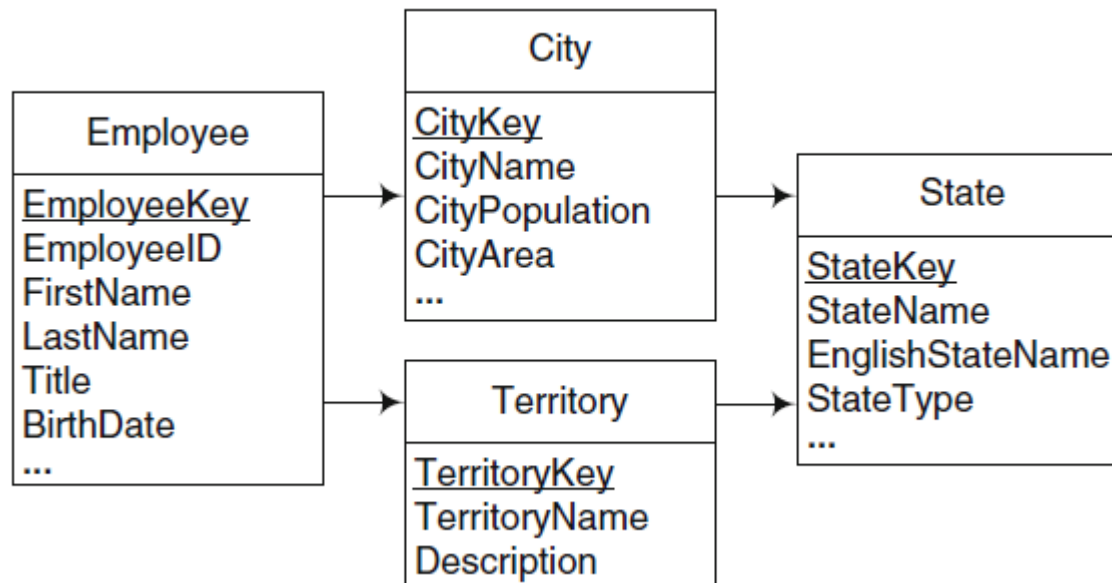 Employee
EmployeeKey
EmployeeID
FirstName
LastName
Title
BirthDate
...
City
CityKey
CityName
CityPopulation
CityArea
...
Territory
TerritoryKey
TerritoryName
Description
State
StateKey
StateName
EnglishStateName
StateType
...